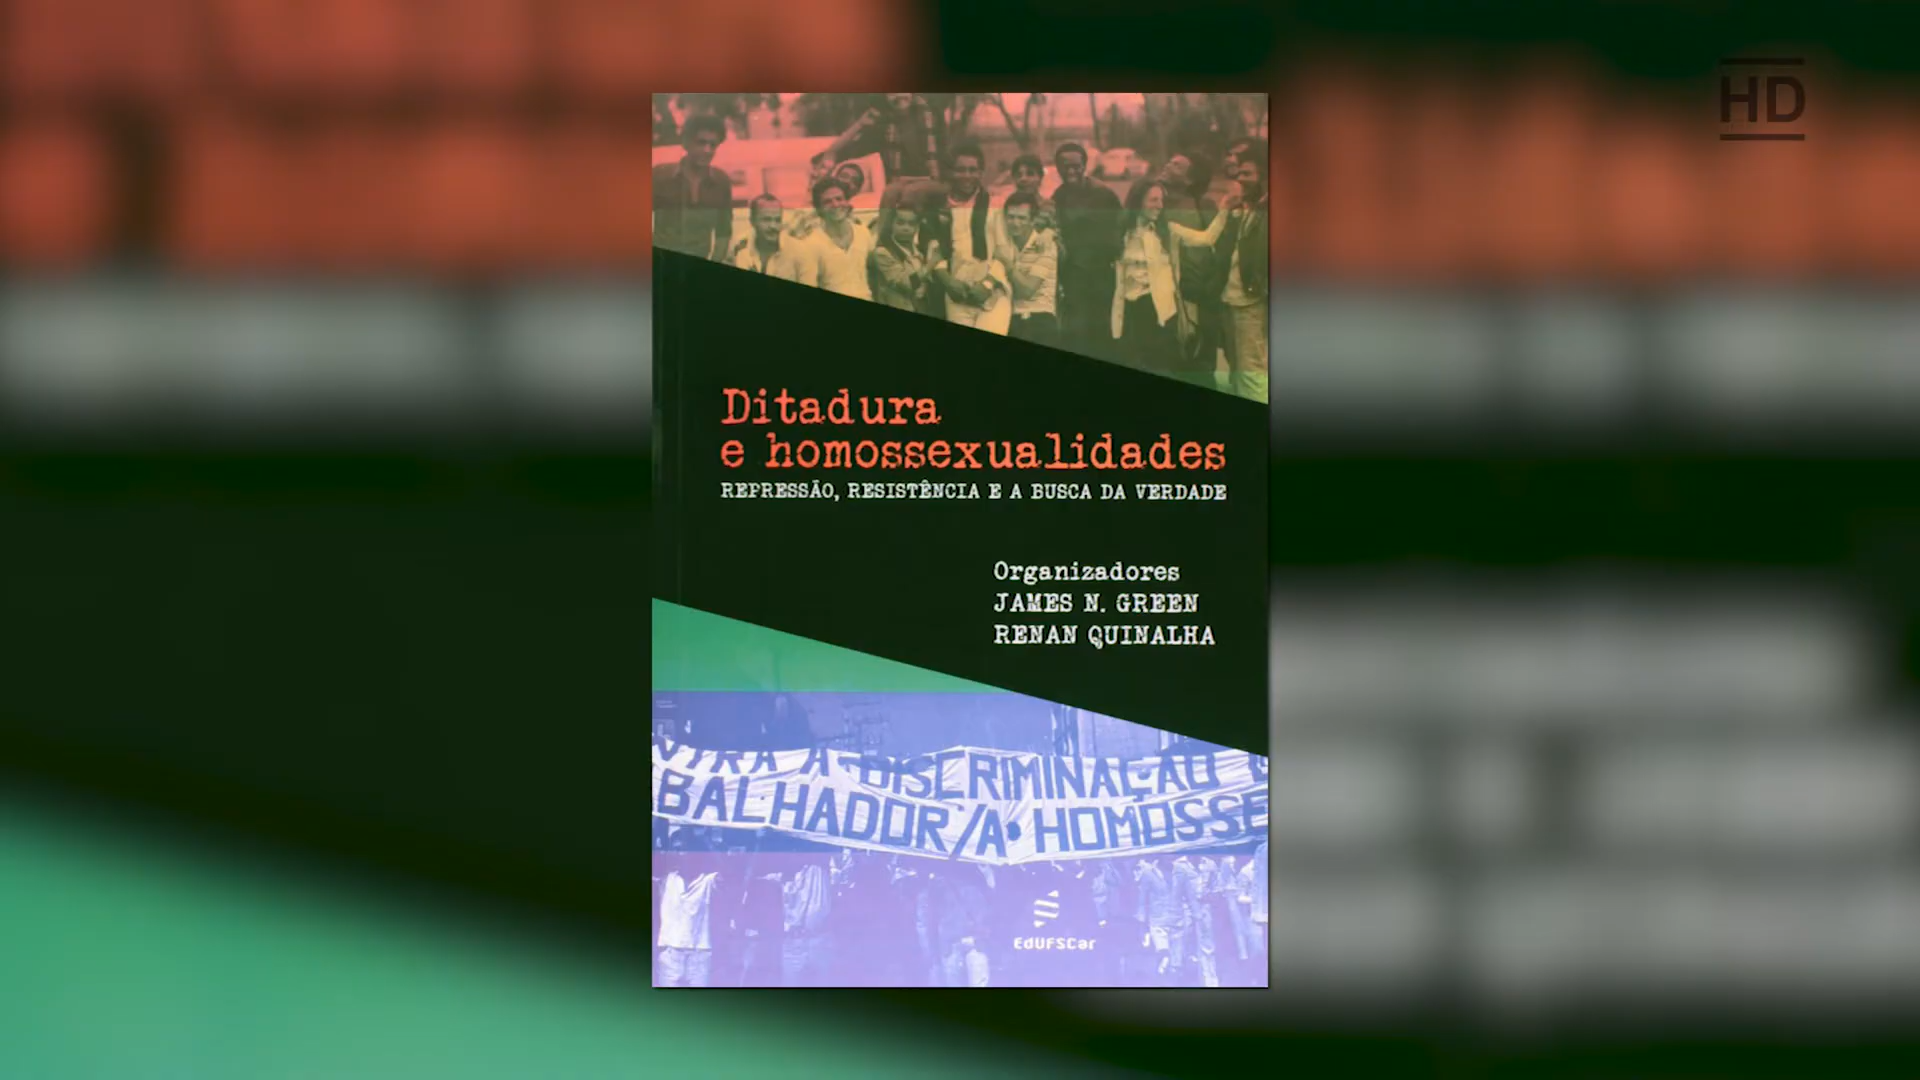 HD
Ditadura
e homossexualidades
REPRESSÃO, RESISTÊNCIA E A BUSCA DA VERDADE
Organizadores
JAMES N. GREEN
RENAN QUINALHA
A DISCRIMINAÇÃO
BALHADOR/A HOMOSSE
EdUFSCar